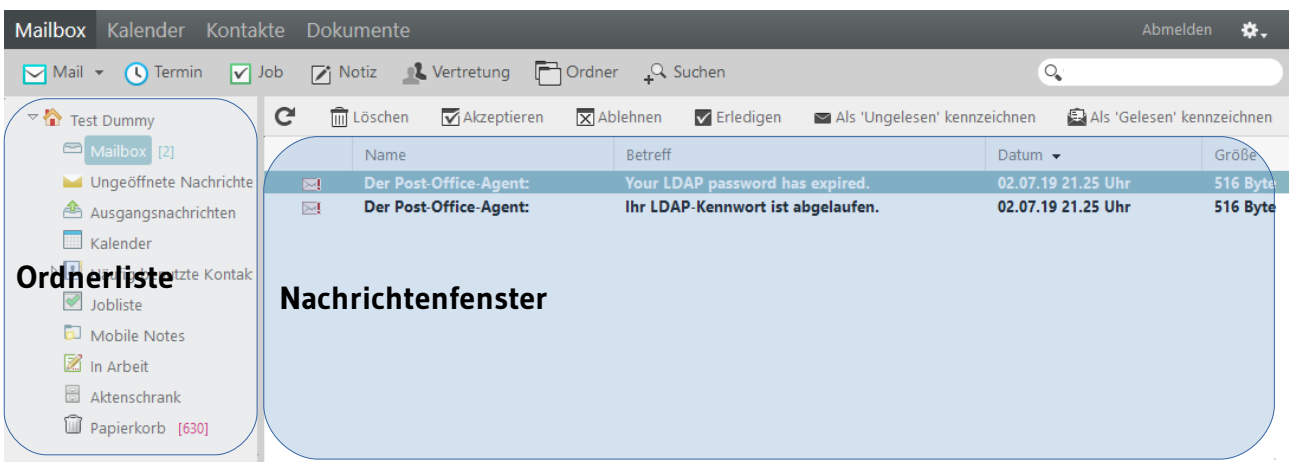 Mailbox Kalender Kontakte Dokumente Abmelden
Mail Termin Job Notiz Vertretung Ordner Suchen
Test Dummy
Mailbox [2]
Ungeöffnete Nachrichte
Ausgangsnachrichten
Kalender
Häufig benutzte Kontak
Ordnerliste
Jobliste
Mobile Notes
In Arbeit
Aktenschrank
Papierkorb [630]
Löschen Akzeptieren Ablehnen Erledigen Als 'Ungelesen' kennzeichnen Als 'Gelesen' kennzeichnen
Name Betreff Datum Größe
Der Post-Office-Agent: Your LDAP password has expired. 02.07.19 21.25 Uhr 516 Byte
Der Post-Office-Agent: Ihr LDAP-Kennwort ist abgelaufen. 02.07.19 21.25 Uhr 516 Byte
Nachrichtenfenster